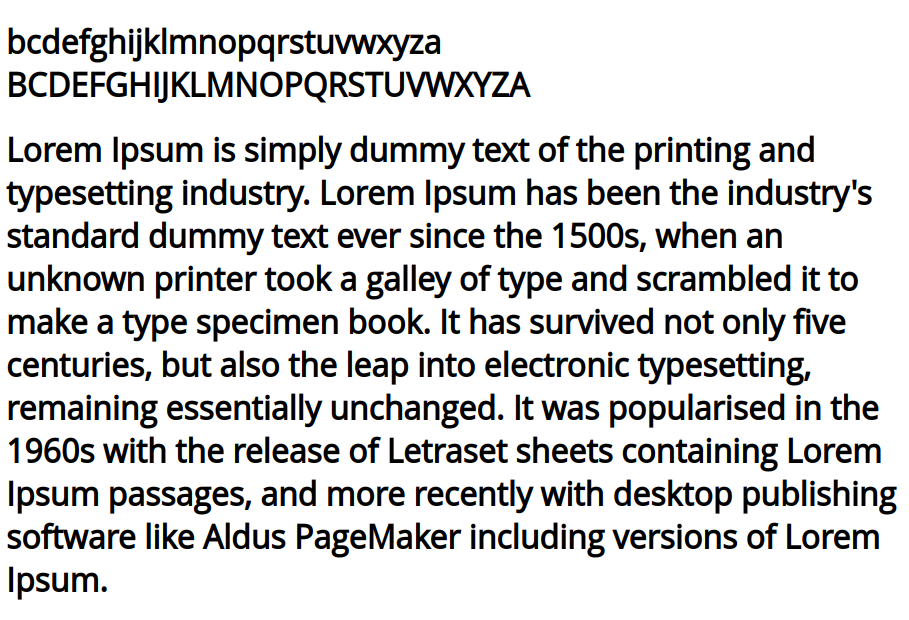 bcdefghijklmnopqrstuvwxyza
BCDEFGHIJKLMNOPQRSTUVWXYZA
Lorem Ipsum is simply dummy text of the printing and
typesetting industry. Lorem Ipsum has been the industry's
standard dummy text ever since the 1500s, when an
unknown printer took a galley of type and scrambled it to
make a type specimen book. It has survived not only five
centuries, but also the leap into electronic typesetting,
remaining essentially unchanged. It was popularised in the
1960s with the release of Letraset sheets containing Lorem
Ipsum passages, and more recently with desktop publishing
software like Aldus PageMaker including versions of Lorem
Ipsum.